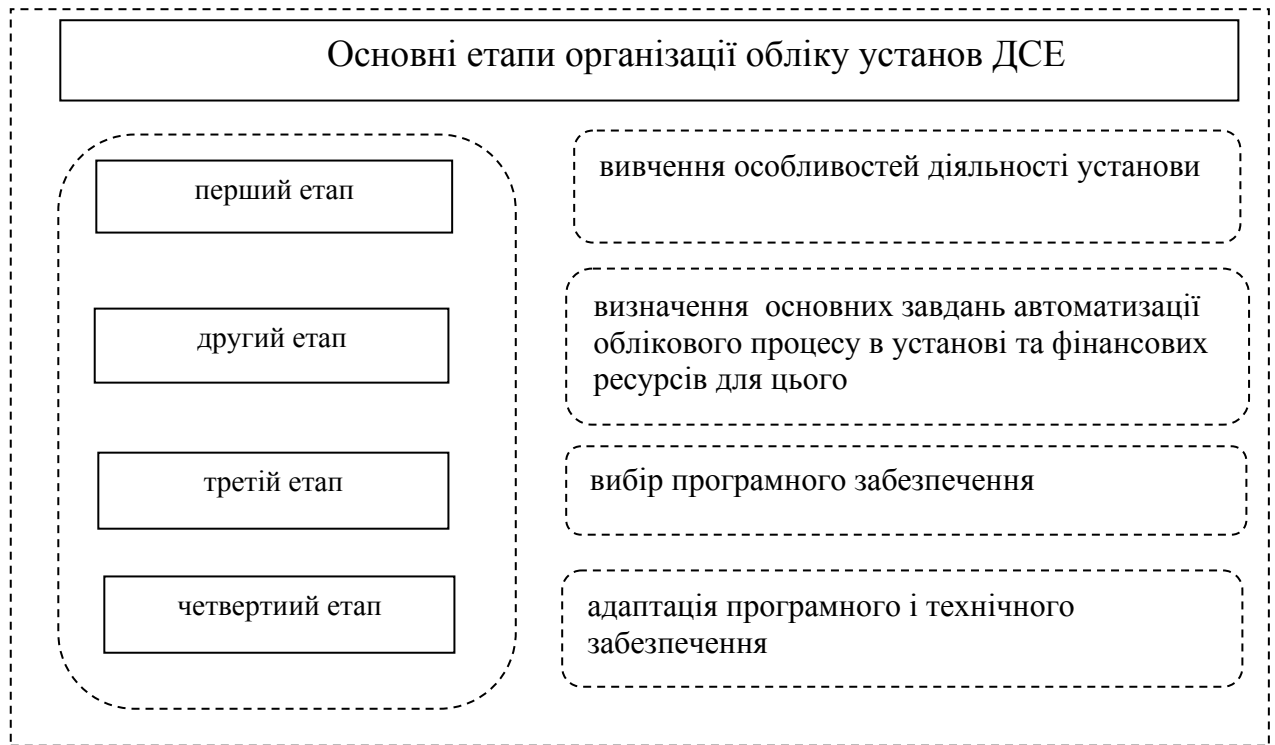 Основні етапи організації обліку установ ДСЕ
перший етап
вивчення особливостей діяльності установи
другий етап
визначення основних завдань автоматизації
облікового процесу в установі та фінансових
ресурсів для цього
третій етап
вибір програмного забезпечення
четвертиий етап
адаптація програмного і технічного
забезпечення